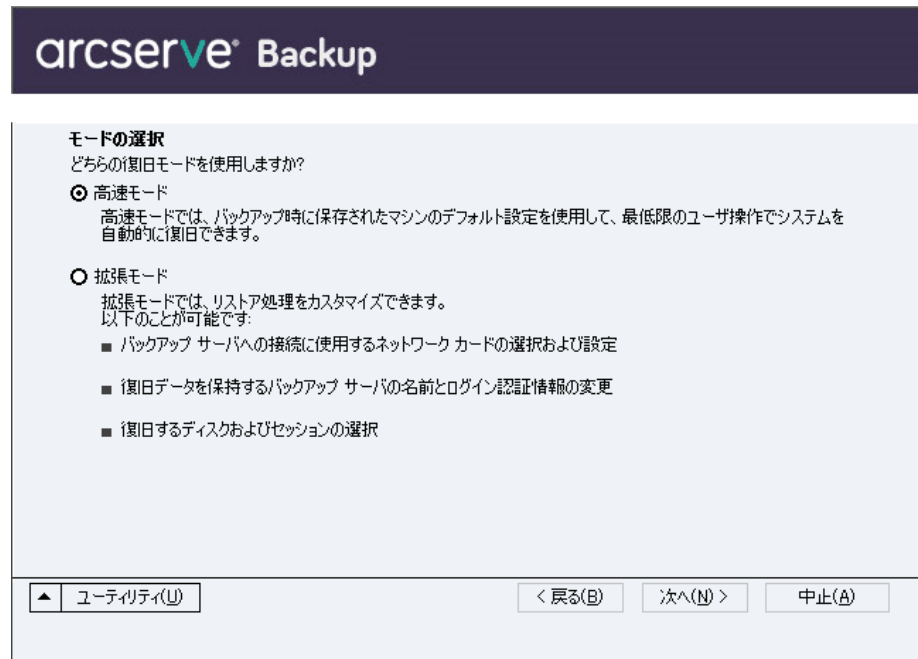 arcserve® Backup
モードの選択
どちらの復旧モードを使用しますか?
高速モード
高速モードでは、バックアップ時に保存されたマシンのデフォルト設定を使用して、最低限のユーザ操作でシステムを
自動的に復旧できます。
拡張モード
拡張モードでは、リストア処理をカスタマイズできます。
以下のことが可能です:
■ バックアップ サーバへの接続に使用するネットワーク カードの選択および設定
■ 復旧データを保持するバックアップ サーバの名前とログイン認証情報の変更
■ 復旧するディスクおよびセッションの選択
▲ ユーティリティ(U) < 戻る(B) 次へ(N) > 中止(A)